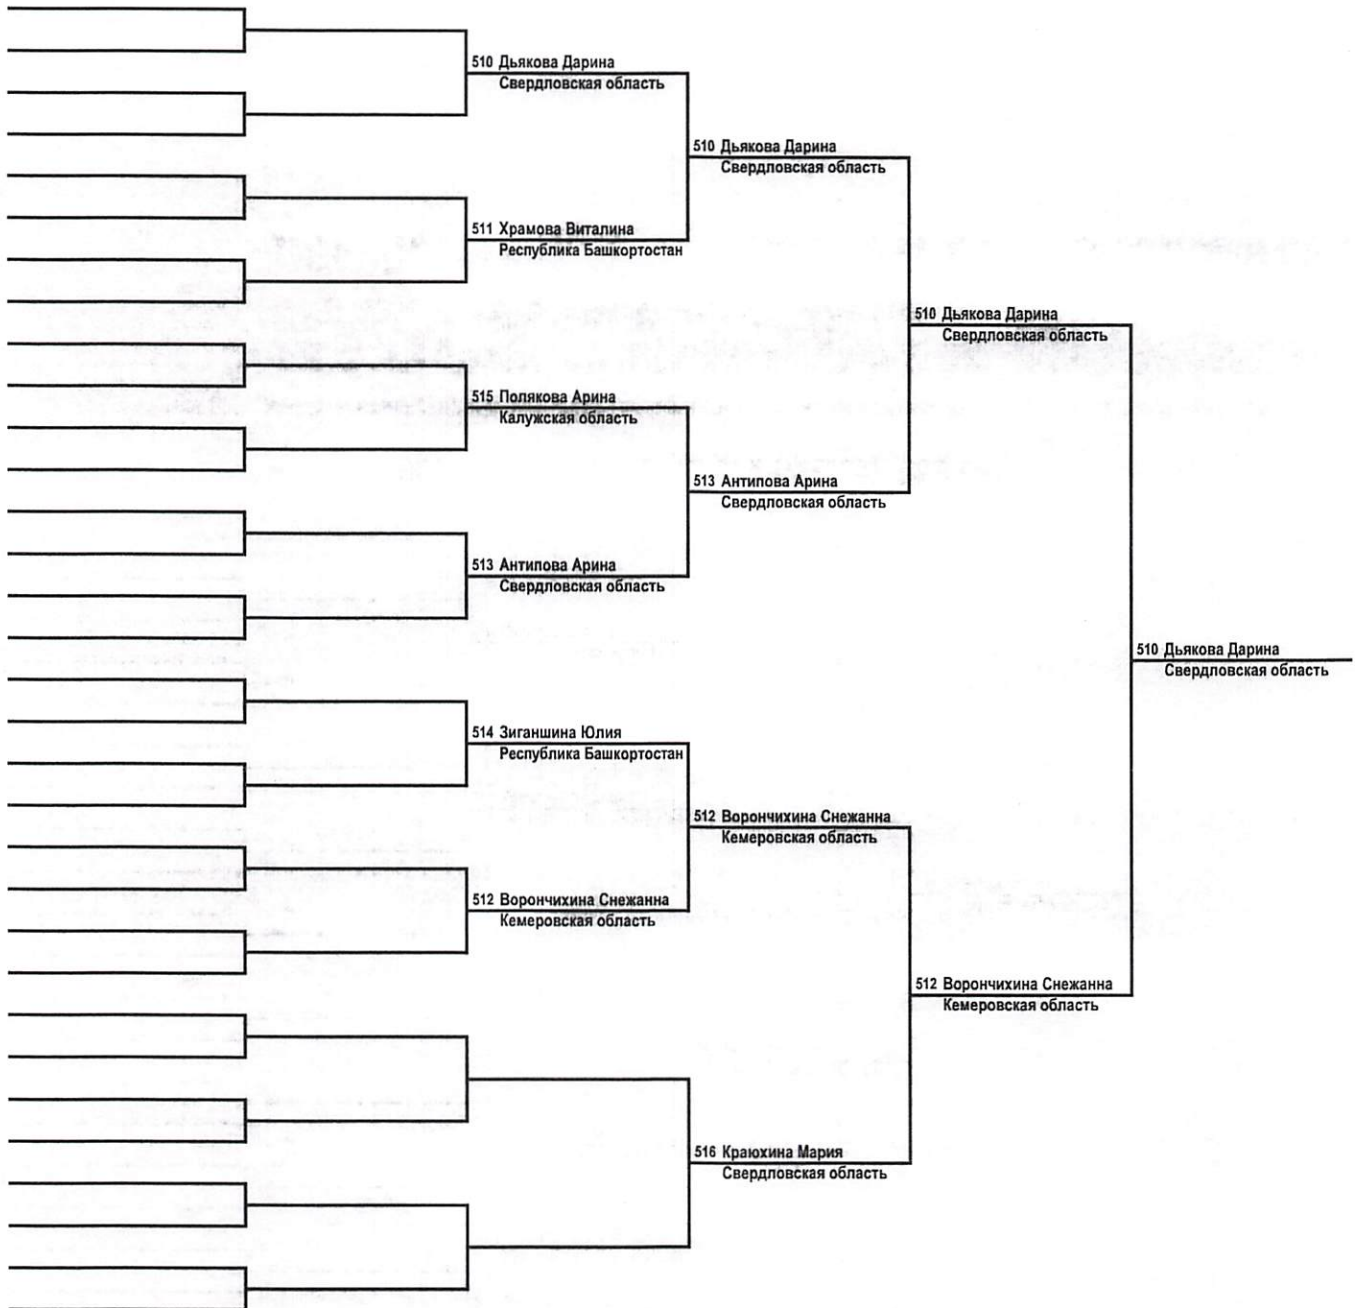 510 Дьякова Дарина
Свердловская область
510 Дьякова Дарина
Свердловская область
511 Храмова Виталина
Республика Башкортостан
510 Дьякова Дарина
Свердловская область
515 Полякова Арина
Калужская область
513 Антипова Арина
Свердловская область
513 Антипова Арина
Свердловская область
510 Дьякова Дарина
Свердловская область
514 Зиганшина Юлия
Республика Башкортостан
512 Ворончихина Снежанна
Кемеровская область
512 Ворончихина Снежанна
Кемеровская область
512 Ворончихина Снежанна
Кемеровская область
516 Краюхина Мария
Свердловская область